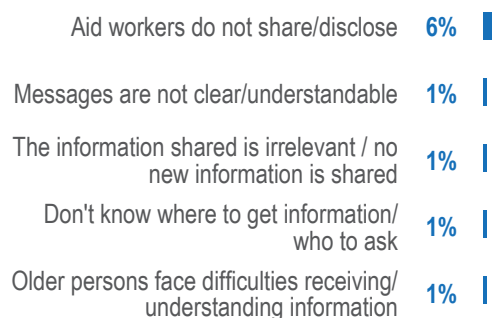 Aid workers do not share/disclose 6%
Messages are not clear/understandable 1%
The information shared is irrelevant / no
new information is shared 1%
Don't know where to get information/
who to ask 1%
Older persons face difficulties receiving/
understanding information 1%